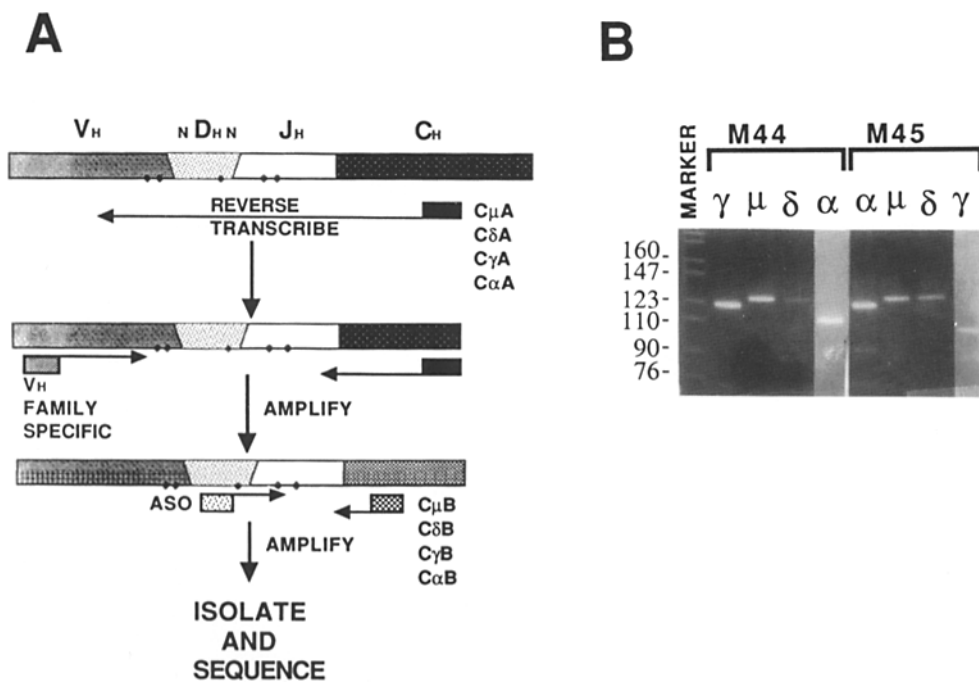 A
VH N DH N JH CH
REVERSE
TRANSCRIBE
CμA
CδA
CγA
CαA
VH
FAMILY
SPECIFIC
AMPLIFY
ASO
CμB
CδB
CγB
CαB
AMPLIFY
ISOLATE
AND
SEQUENCE
B
MARKER
M44 M45
γ μ δ α α μ δ γ
160-
147-
123-
110-
90-
76-